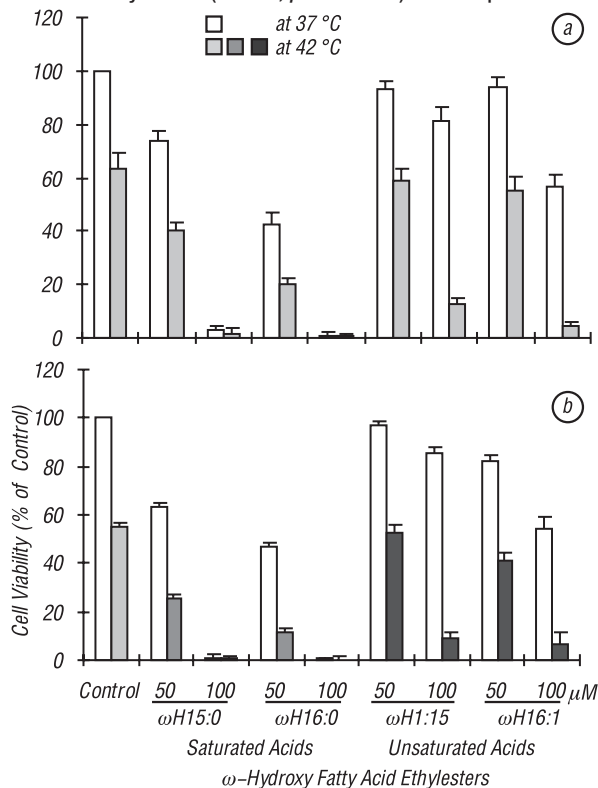 120
at 37 °C
at 42 °C
a
100
80
60
40
20
0
120
b
100
80
60
40
20
0
Cell Viability (% of Control)
Control 50 100 50 100 50 100 50 100 μM
ωH15:0 ωH16:0 ωH1:15 ωH16:1
Saturated Acids Unsaturated Acids
ω–Hydroxy Fatty Acid Ethylesters